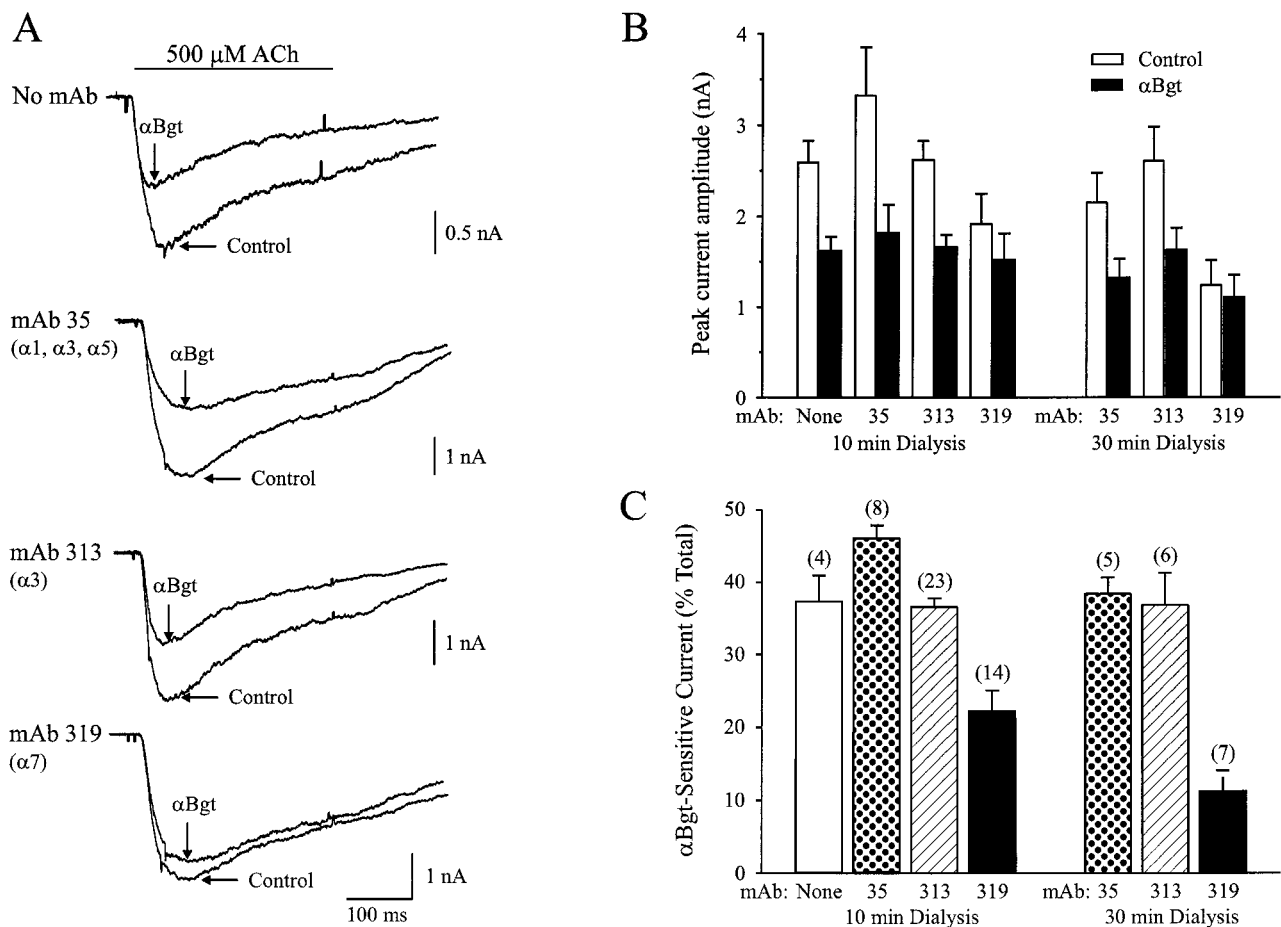 A
500 μM ACh
No mAb
αBgt
Control
0.5 nA
mAb 35
(α1, α3, α5)
αBgt
Control
1 nA
mAb 313
(α3)
αBgt
Control
1 nA
mAb 319
(α7)
αBgt
Control
1 nA
100 ms
B
Peak current amplitude (nA)
4
3
2
1
0
Control
αBgt
mAb: None 35 313 319 mAb: 35 313 319
10 min Dialysis 30 min Dialysis
C
αBgt-Sensitive Current (% Total)
50
40
30
20
10
0
(4) (8) (23) (14) (5) (6) (7)
mAb: None 35 313 319 mAb: 35 313 319
10 min Dialysis 30 min Dialysis